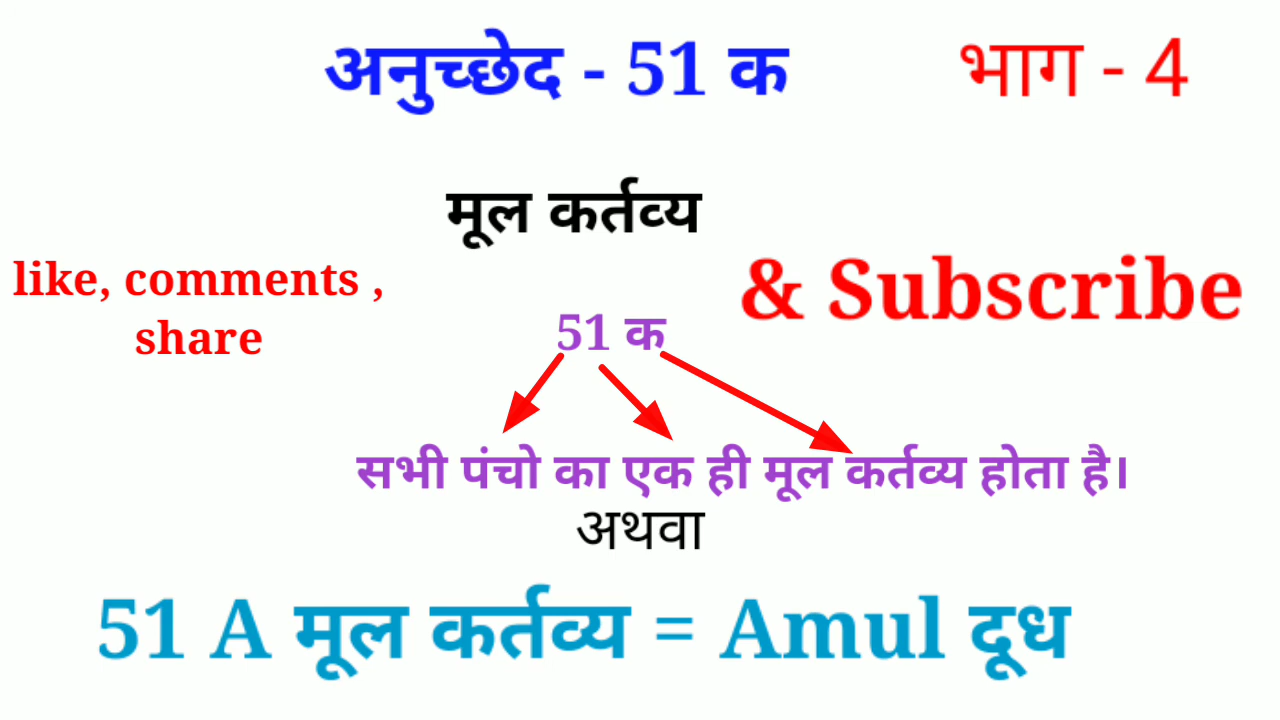 अनुच्छेद - 51 क
भाग - 4
मूल कर्तव्य
like, comments ,
share
& Subscribe
51 क
सभी पंचो का एक ही मूल कर्तव्य होता है।
अथवा
51 A मूल कर्तव्य = Amul दूध